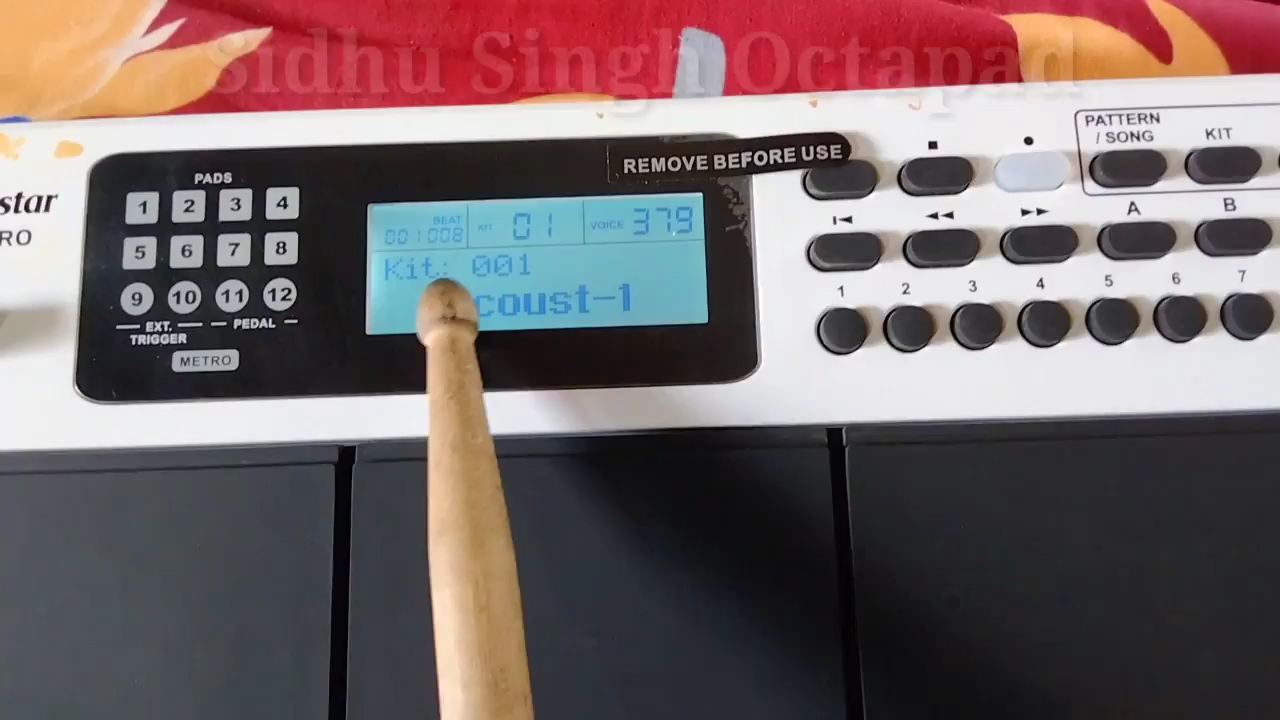 Sidhu Singh Octapad
star
RO
PADS
1 2 3 4
5 6 7 8
9 10 11 12
EXT. TRIGGER
PEDAL
METRO
REMOVE BEFORE USE
BEAT
001008
KIT 01
VOICE 379
Kit: 001
coust-1
PATTERN
/ SONG
KIT
A B
1 2 3 4 5 6 7